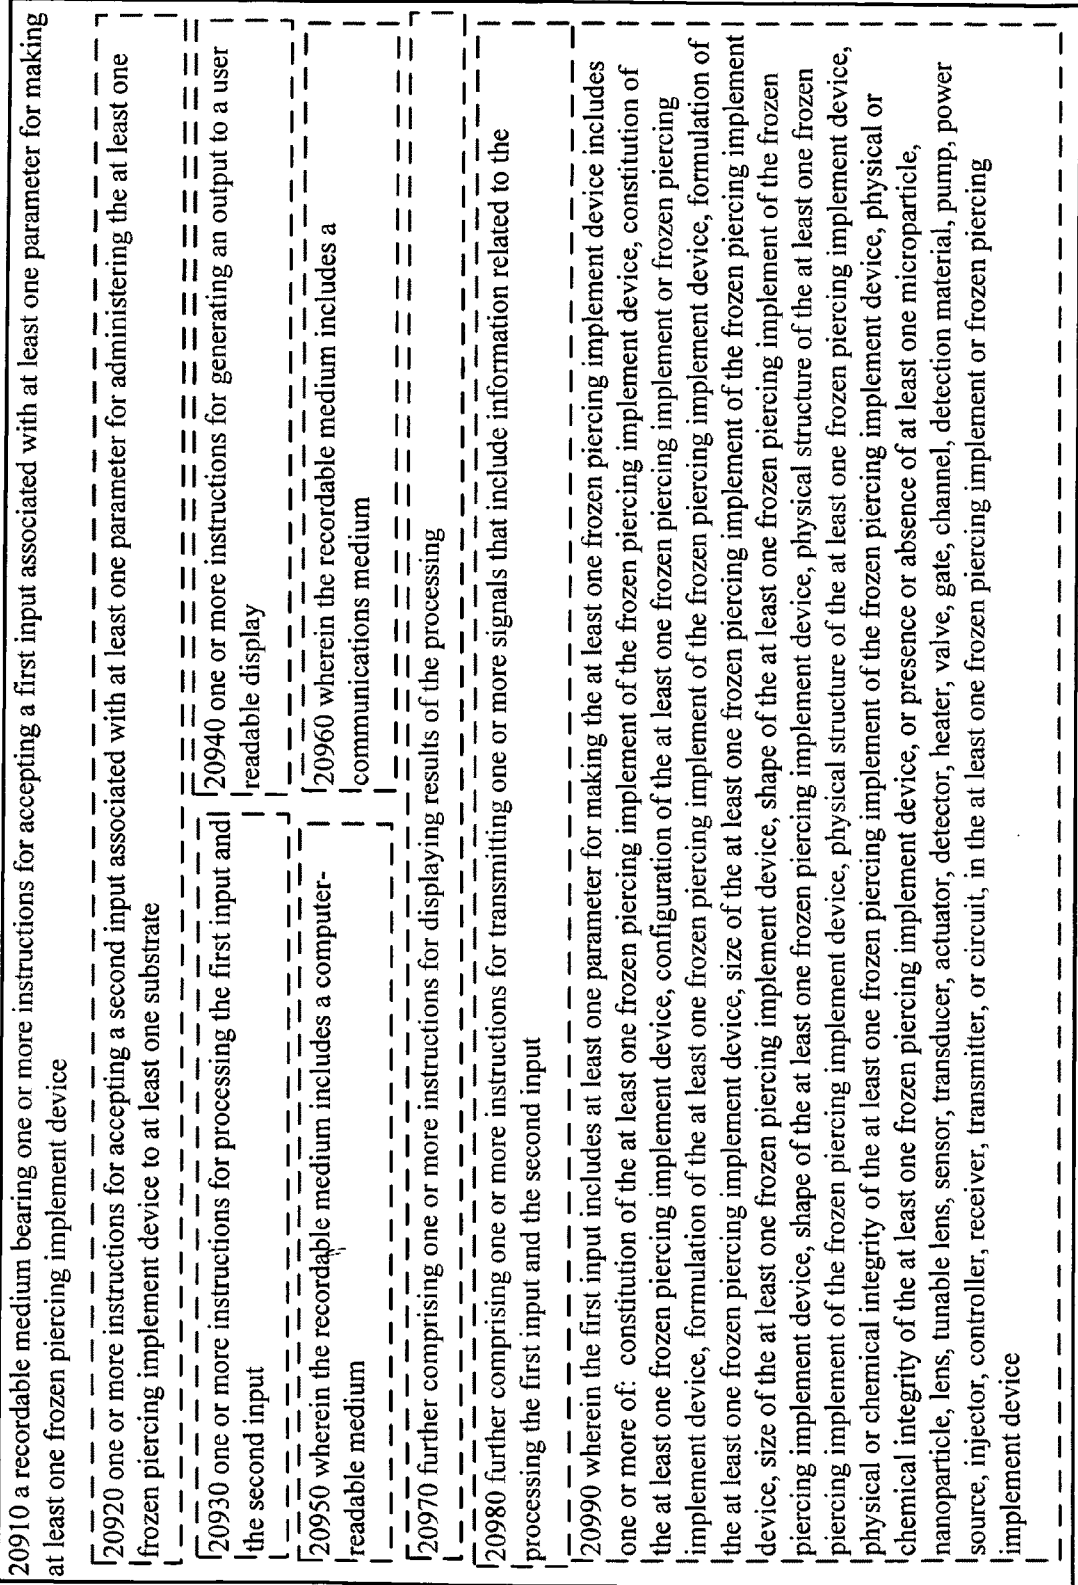 20910 a recordable medium bearing one or more instructions for accepting a first input associated with at least one parameter for making
at least one frozen piercing implement device
20920 one or more instructions for accepting a second input associated with at least one parameter for administering the at least one
frozen piercing implement device to at least one substrate
20930 one or more instructions for processing the first input and
the second input
20940 one or more instructions for generating an output to a user
readable display
20950 wherein the recordable medium includes a computer-
readable medium
20960 wherein the recordable medium includes a
communications medium
20970 further comprising one or more instructions for displaying results of the processing
20980 further comprising one or more instructions for transmitting one or more signals that include information related to the
processing the first input and the second input
20990 wherein the first input includes at least one parameter for making the at least one frozen piercing implement device includes
one or more of: constitution of the at least one frozen piercing implement of the frozen piercing implement device, constitution of
the at least one frozen piercing implement device, configuration of the at least one frozen piercing implement or frozen piercing
implement device, formulation of the at least one frozen piercing implement of the frozen piercing implement device, formulation of
the at least one frozen piercing implement device, size of the at least one frozen piercing implement of the frozen piercing implement
device, size of the at least one frozen piercing implement device, shape of the at least one frozen piercing implement of the frozen
piercing implement device, shape of the at least one frozen piercing implement device, physical structure of the at least one frozen
piercing implement of the frozen piercing implement device, physical structure of the at least one frozen piercing implement device,
physical or chemical integrity of the at least one frozen piercing implement of the frozen piercing implement device, physical or
chemical integrity of the at least one frozen piercing implement device, or presence or absence of at least one microparticle,
nanoparticle, lens, tunable lens, sensor, transducer, actuator, detector, heater, valve, gate, channel, detection material, pump, power
source, injector, controller, receiver, transmitter, or circuit, in the at least one frozen piercing implement or frozen piercing
implement device